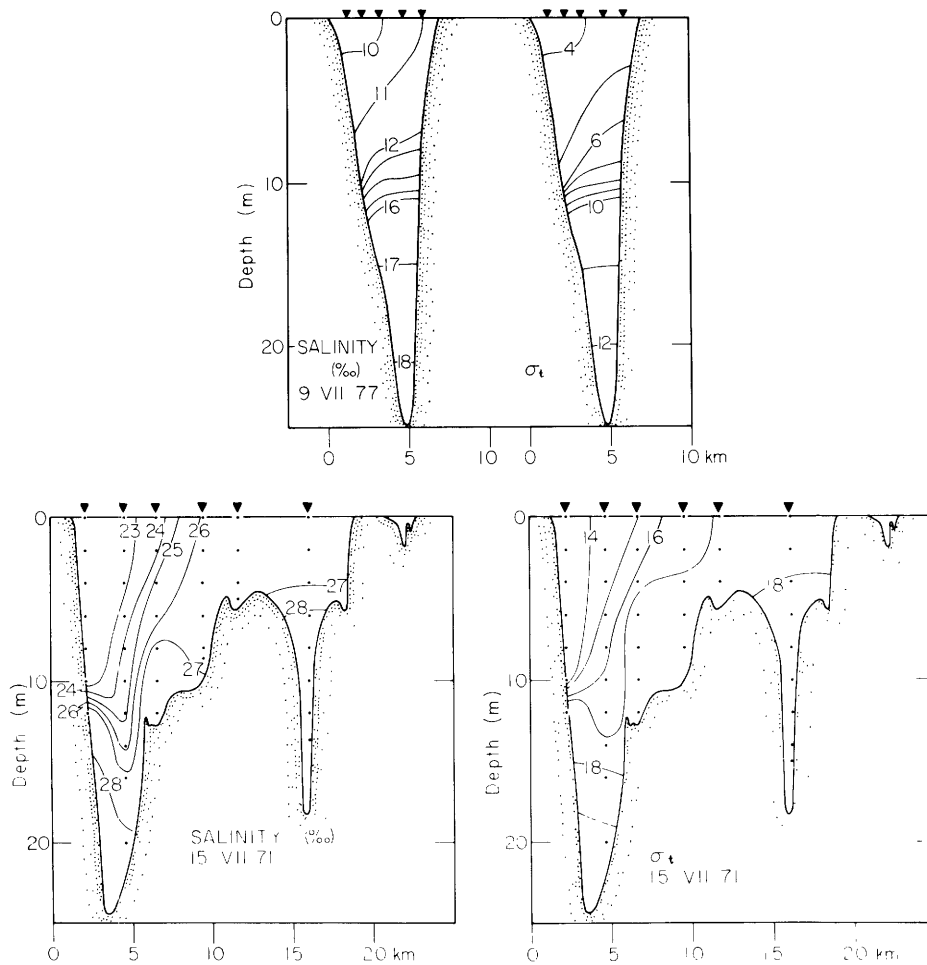 0
10
4
11
12
6
10
16
10
17
20
SALINITY
18
12
(‰)
σt
9 VII 77
0 5 10 0 5 10 km
Depth (m)
0
23 24 26
25
27
28
10
24
26
27
28
20
SALINITY (‰)
15 VII 71
0 5 10 15 20 km
Depth (m)
0
14 16
18
10
18
20
σt
15 VII 71
0 5 10 15 20 km
Depth (m)